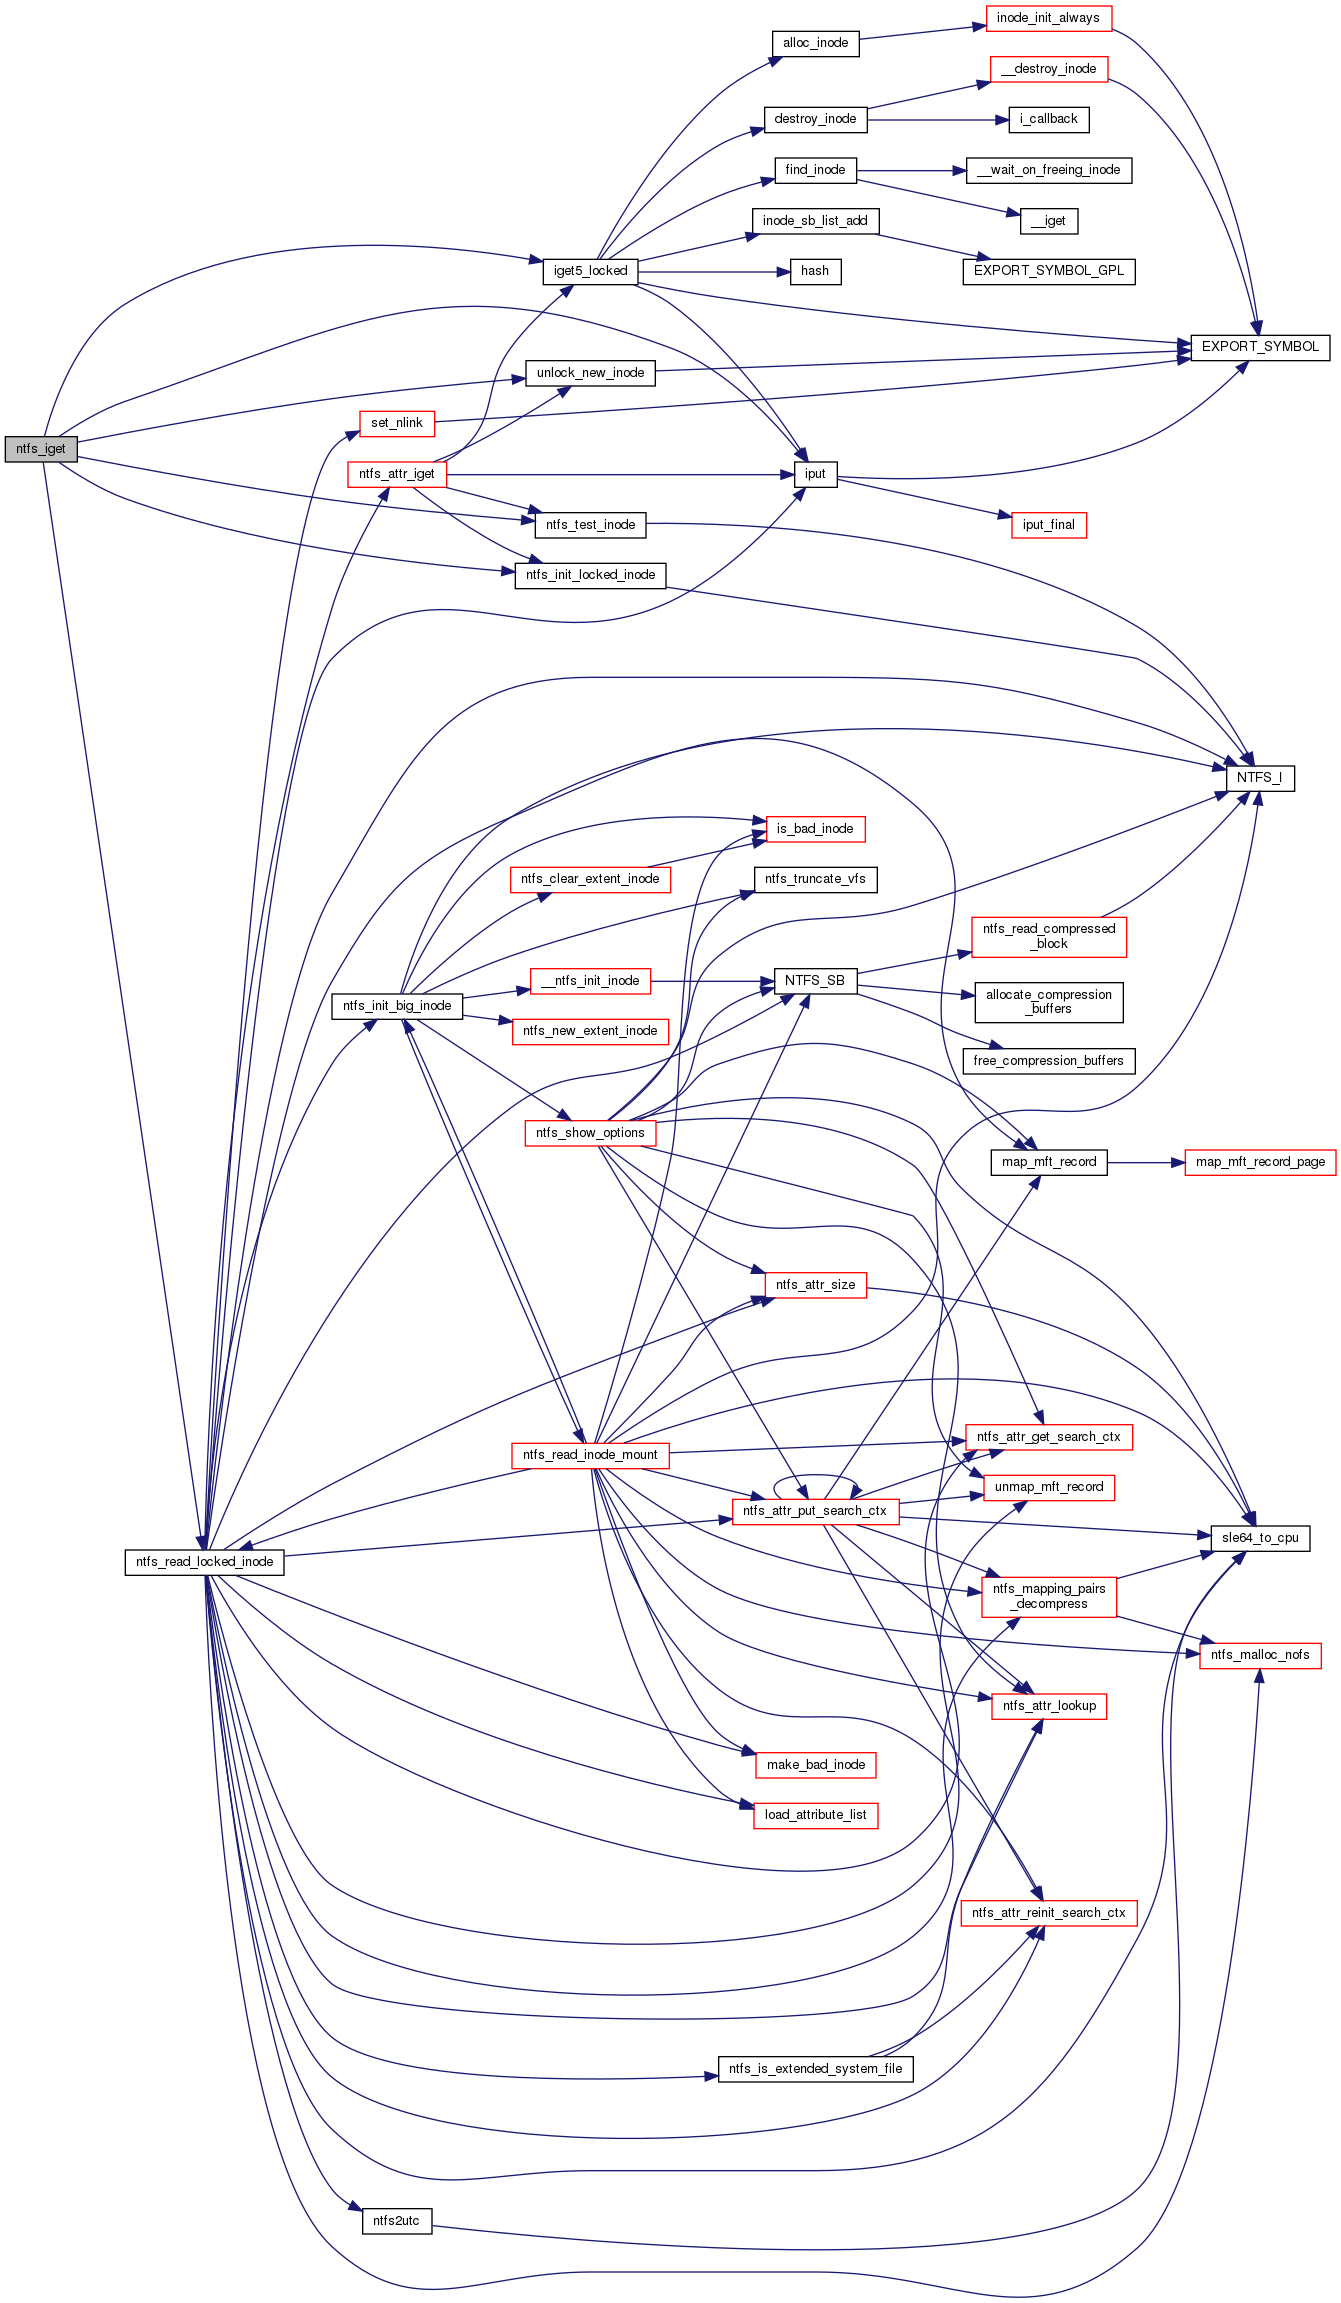 inode_init_always
alloc_inode
__destroy_inode
destroy_inode
i_callback
find_inode
__wait_on_freeing_inode
inode_sb_list_add
__iget
iget5_locked
hash
EXPORT_SYMBOL_GPL
EXPORT_SYMBOL
unlock_new_inode
set_nlink
ntfs_iget
ntfs_attr_iget
iput
ntfs_test_inode
iput_final
ntfs_init_locked_inode
NTFS_I
is_bad_inode
ntfs_clear_extent_inode
ntfs_truncate_vfs
ntfs_read_compressed
_block
__ntfs_init_inode
NTFS_SB
ntfs_init_big_inode
allocate_compression
_buffers
ntfs_new_extent_inode
free_compression_buffers
ntfs_show_options
map_mft_record
map_mft_record_page
ntfs_attr_size
ntfs_attr_get_search_ctx
ntfs_read_inode_mount
unmap_mft_record
ntfs_attr_put_search_ctx
sle64_to_cpu
ntfs_read_locked_inode
ntfs_mapping_pairs
_decompress
ntfs_malloc_nofs
ntfs_attr_lookup
make_bad_inode
load_attribute_list
ntfs_attr_reinit_search_ctx
ntfs_is_extended_system_file
ntfs2utc